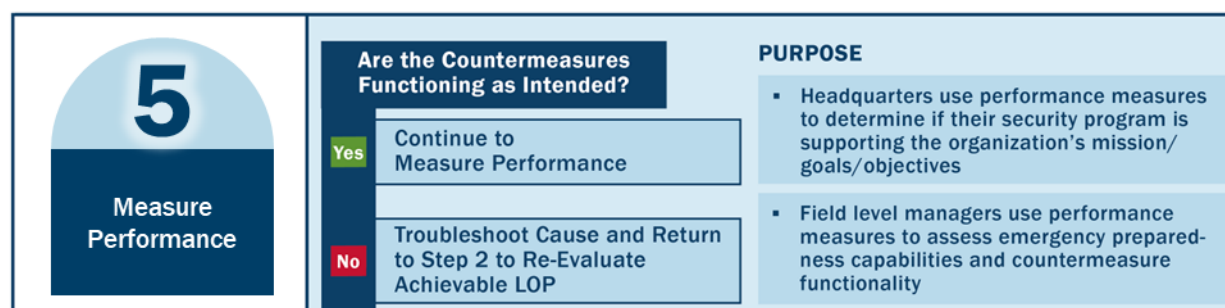 5
Measure
Performance
Are the Countermeasures
Functioning as Intended?
Yes
Continue to
Measure Performance
No
Troubleshoot Cause and Return
to Step 2 to Re-Evaluate
Achievable LOP
PURPOSE
▪ Headquarters use performance measures
to determine if their security program is
supporting the organization's mission/
goals/objectives
▪ Field level managers use performance
measures to assess emergency prepared-
ness capabilities and countermeasure
functionality